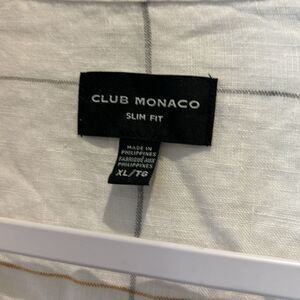 CLUB MONACO
SLIM FIT
MADE IN
PHILIPPINES
FABRIQUÉ AUX
PHILIPPINES
XL/TG